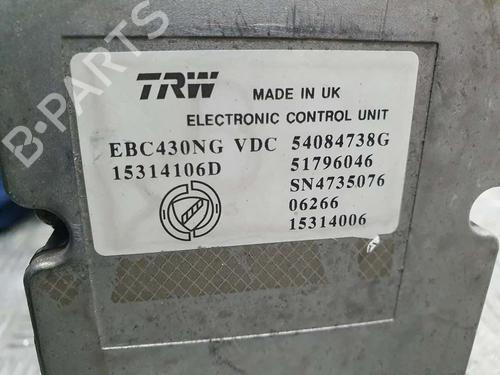 B-PARTS
TRW MADE IN UK
ELECTRONIC CONTROL UNIT
EBC430NG VDC 54084738G
15314106D 51796046
SN4735076
06266
15314006